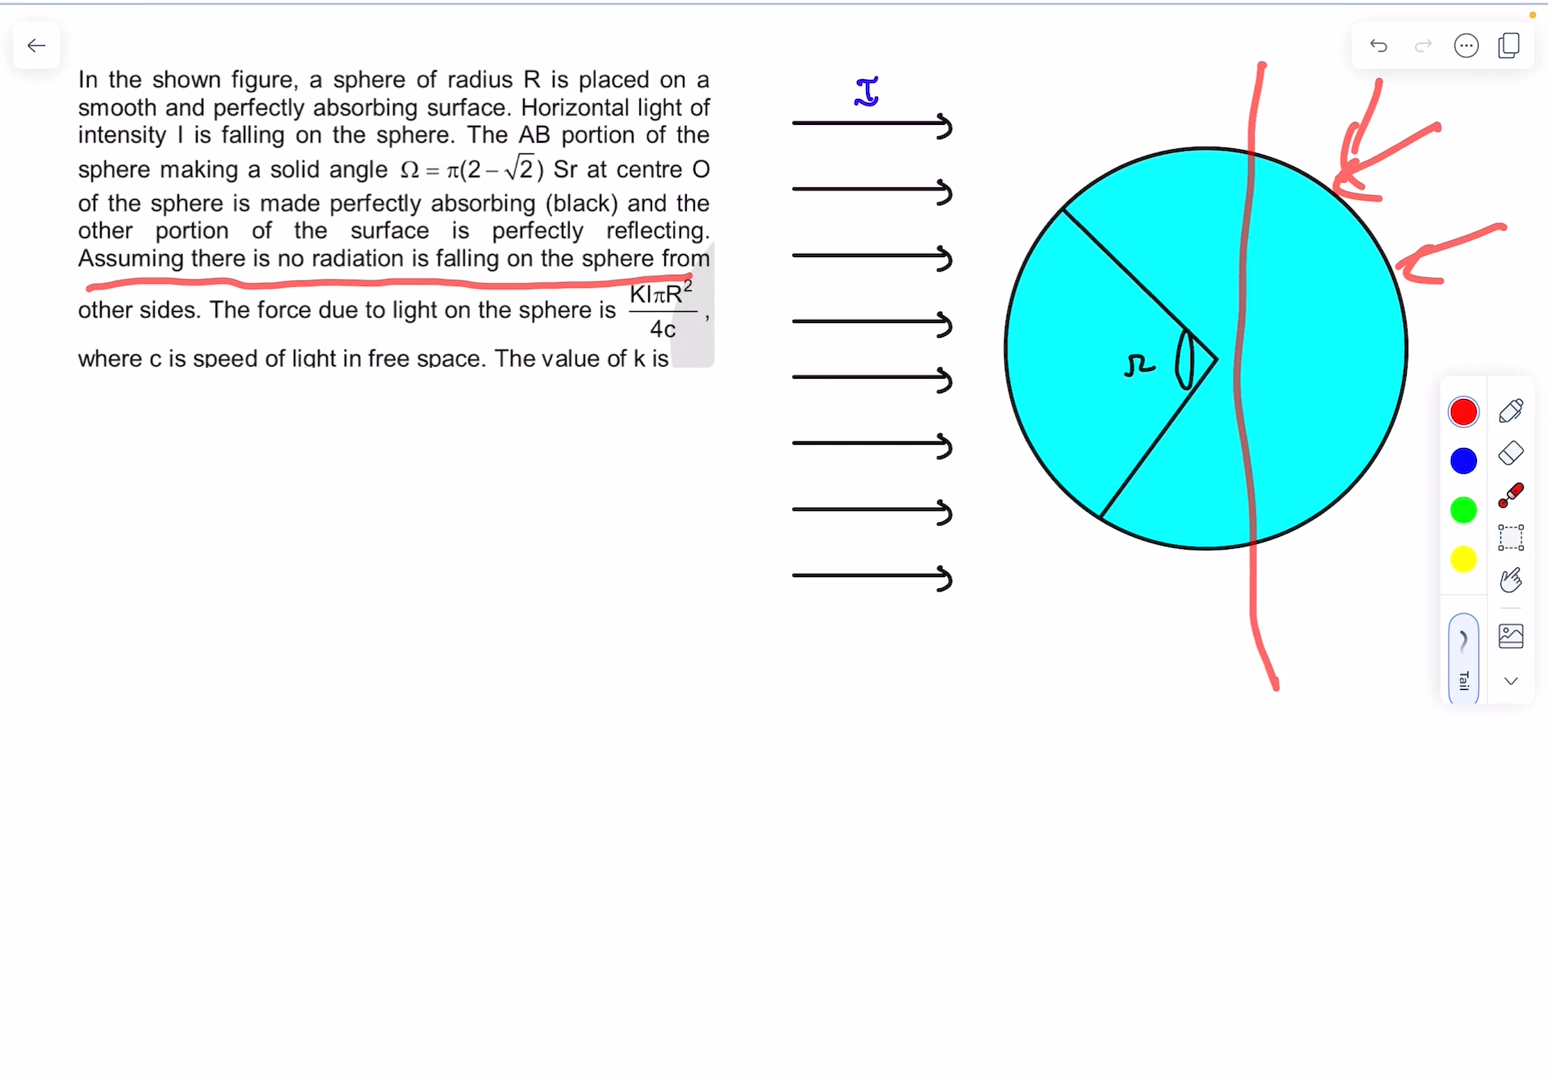 In the shown figure, a sphere of radius R is placed on a
smooth and perfectly absorbing surface. Horizontal light of
intensity I is falling on the sphere. The AB portion of the
sphere making a solid angle Ω = π(2 – √2) Sr at centre O
of the sphere is made perfectly absorbing (black) and the
other portion of the surface is perfectly reflecting.
Assuming there is no radiation is falling on the sphere from
other sides. The force due to light on the sphere is KIπR²/4c ,
where c is speed of light in free space. The value of k is
I
Ω
Tail